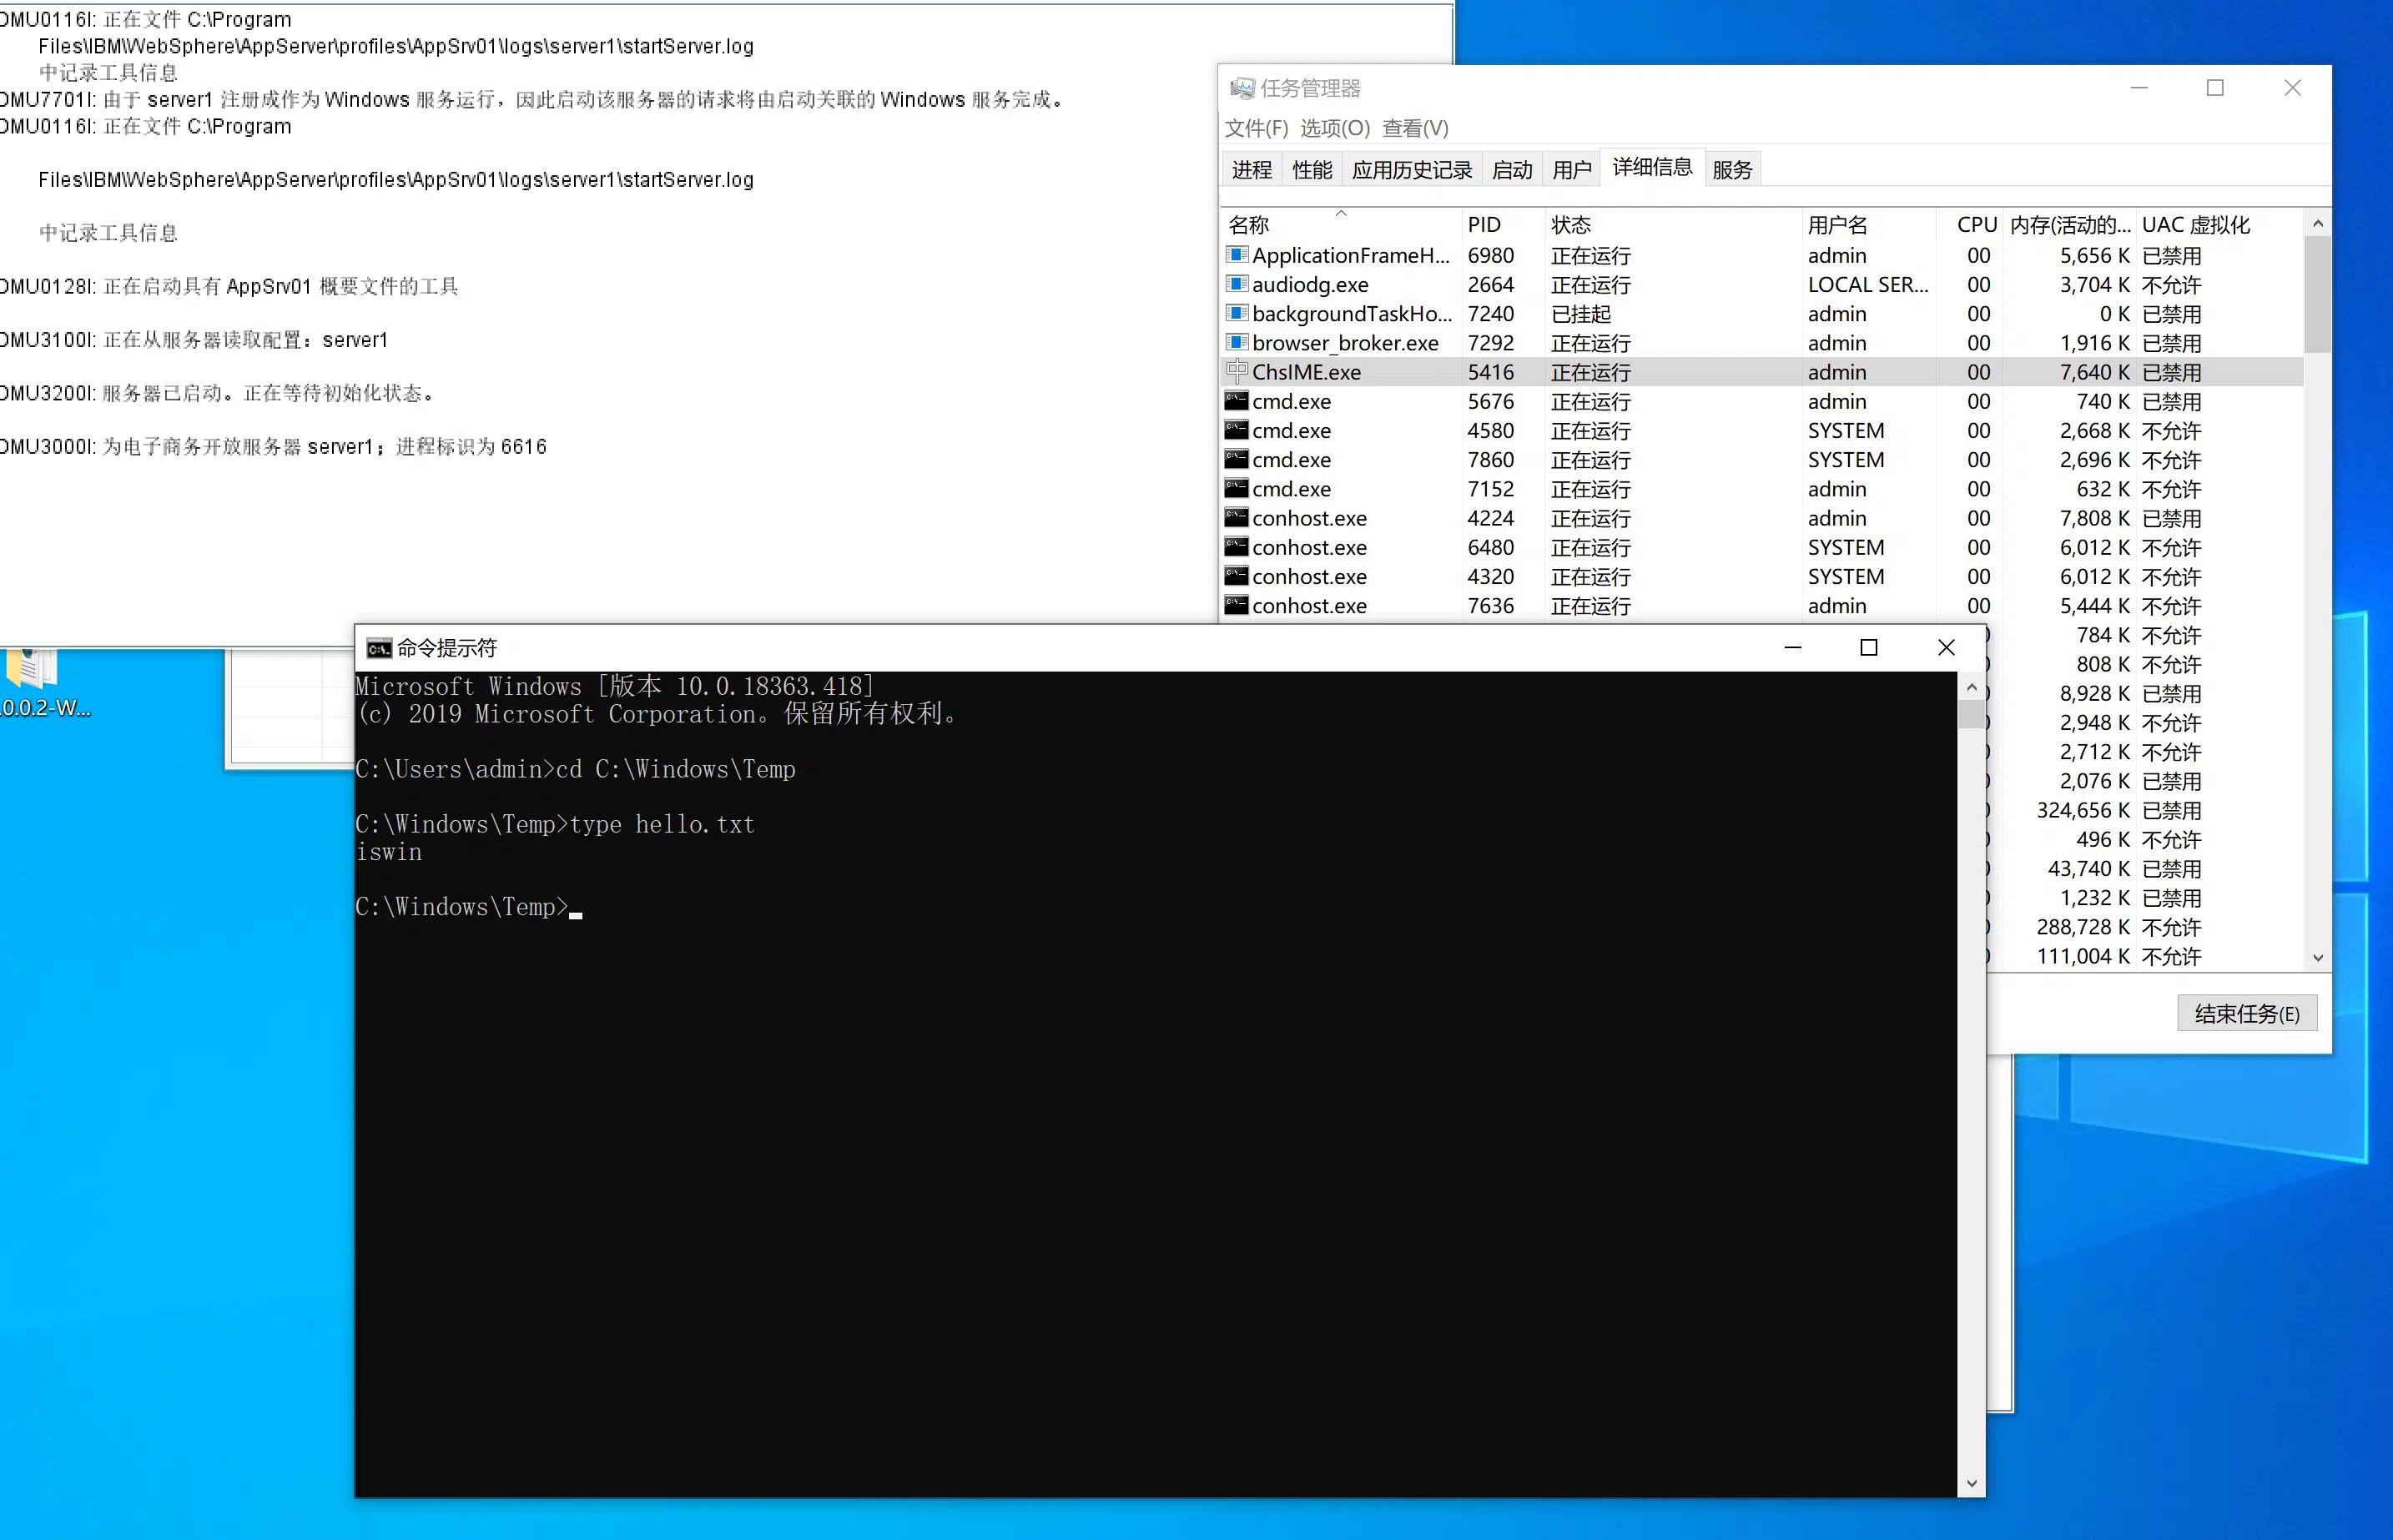 DMU0116I: 正在文件 C:\Program
Files\IBM\WebSphere\AppServer\profiles\AppSrv01\logs\server1\startServer.log
中记录工具信息
DMU7701I: 由于 server1 注册成作为 Windows 服务运行，因此启动该服务器的请求将由启动关联的 Windows 服务完成。
DMU0116I: 正在文件 C:\Program
Files\IBM\WebSphere\AppServer\profiles\AppSrv01\logs\server1\startServer.log
中记录工具信息
DMU0128I: 正在启动具有 AppSrv01 概要文件的工具
DMU3100I: 正在从服务器读取配置：server1
DMU3200I: 服务器已启动。正在等待初始化状态。
DMU3000I: 为电子商务开放服务器 server1；进程标识为 6616
.0.0.2-W...
任务管理器
文件(F) 选项(O) 查看(V)
进程 性能 应用历史记录 启动 用户 详细信息 服务
名称 PID 状态 用户名 CPU 内存(活动的... UAC 虚拟化
ApplicationFrameH... 6980 正在运行 admin 00 5,656 K 已禁用
audiodg.exe 2664 正在运行 LOCAL SER... 00 3,704 K 不允许
backgroundTaskHo... 7240 已挂起 admin 00 0 K 已禁用
browser_broker.exe 7292 正在运行 admin 00 1,916 K 已禁用
ChsIME.exe 5416 正在运行 admin 00 7,640 K 已禁用
cmd.exe 5676 正在运行 admin 00 740 K 已禁用
cmd.exe 4580 正在运行 SYSTEM 00 2,668 K 不允许
cmd.exe 7860 正在运行 SYSTEM 00 2,696 K 不允许
cmd.exe 7152 正在运行 admin 00 632 K 不允许
conhost.exe 4224 正在运行 admin 00 7,808 K 已禁用
conhost.exe 6480 正在运行 SYSTEM 00 6,012 K 不允许
conhost.exe 4320 正在运行 SYSTEM 00 6,012 K 不允许
conhost.exe 7636 正在运行 admin 00 5,444 K 不允许
784 K 不允许
808 K 不允许
8,928 K 已禁用
2,948 K 不允许
2,712 K 不允许
2,076 K 已禁用
324,656 K 已禁用
496 K 不允许
43,740 K 已禁用
1,232 K 已禁用
288,728 K 不允许
111,004 K 不允许
结束任务(E)
命令提示符
Microsoft Windows [版本 10.0.18363.418]
(c) 2019 Microsoft Corporation。保留所有权利。
C:\Users\admin>cd C:\Windows\Temp
C:\Windows\Temp>type hello.txt
iswin
C:\Windows\Temp>